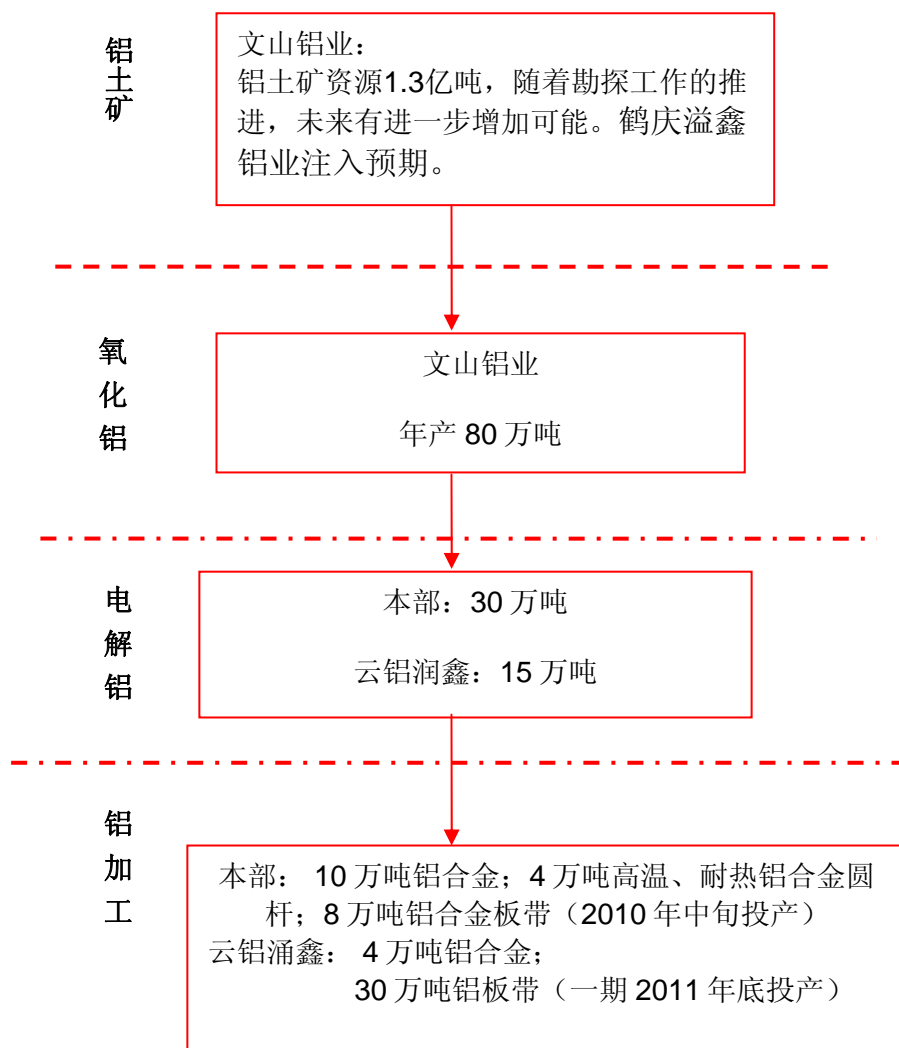 铝土矿
文山铝业：
铝土矿资源1.3亿吨，随着勘探工作的推
进，未来有进一步增加可能。鹤庆溢鑫
铝业注入预期。
氧化铝
文山铝业
年产 80 万吨
电解铝
本部：30 万吨
云铝润鑫：15 万吨
铝加工
本部： 10 万吨铝合金；4 万吨高温、耐热铝合金圆
杆；8 万吨铝合金板带（2010 年中旬投产）
云铝涌鑫： 4 万吨铝合金；
30 万吨铝板带（一期 2011 年底投产）